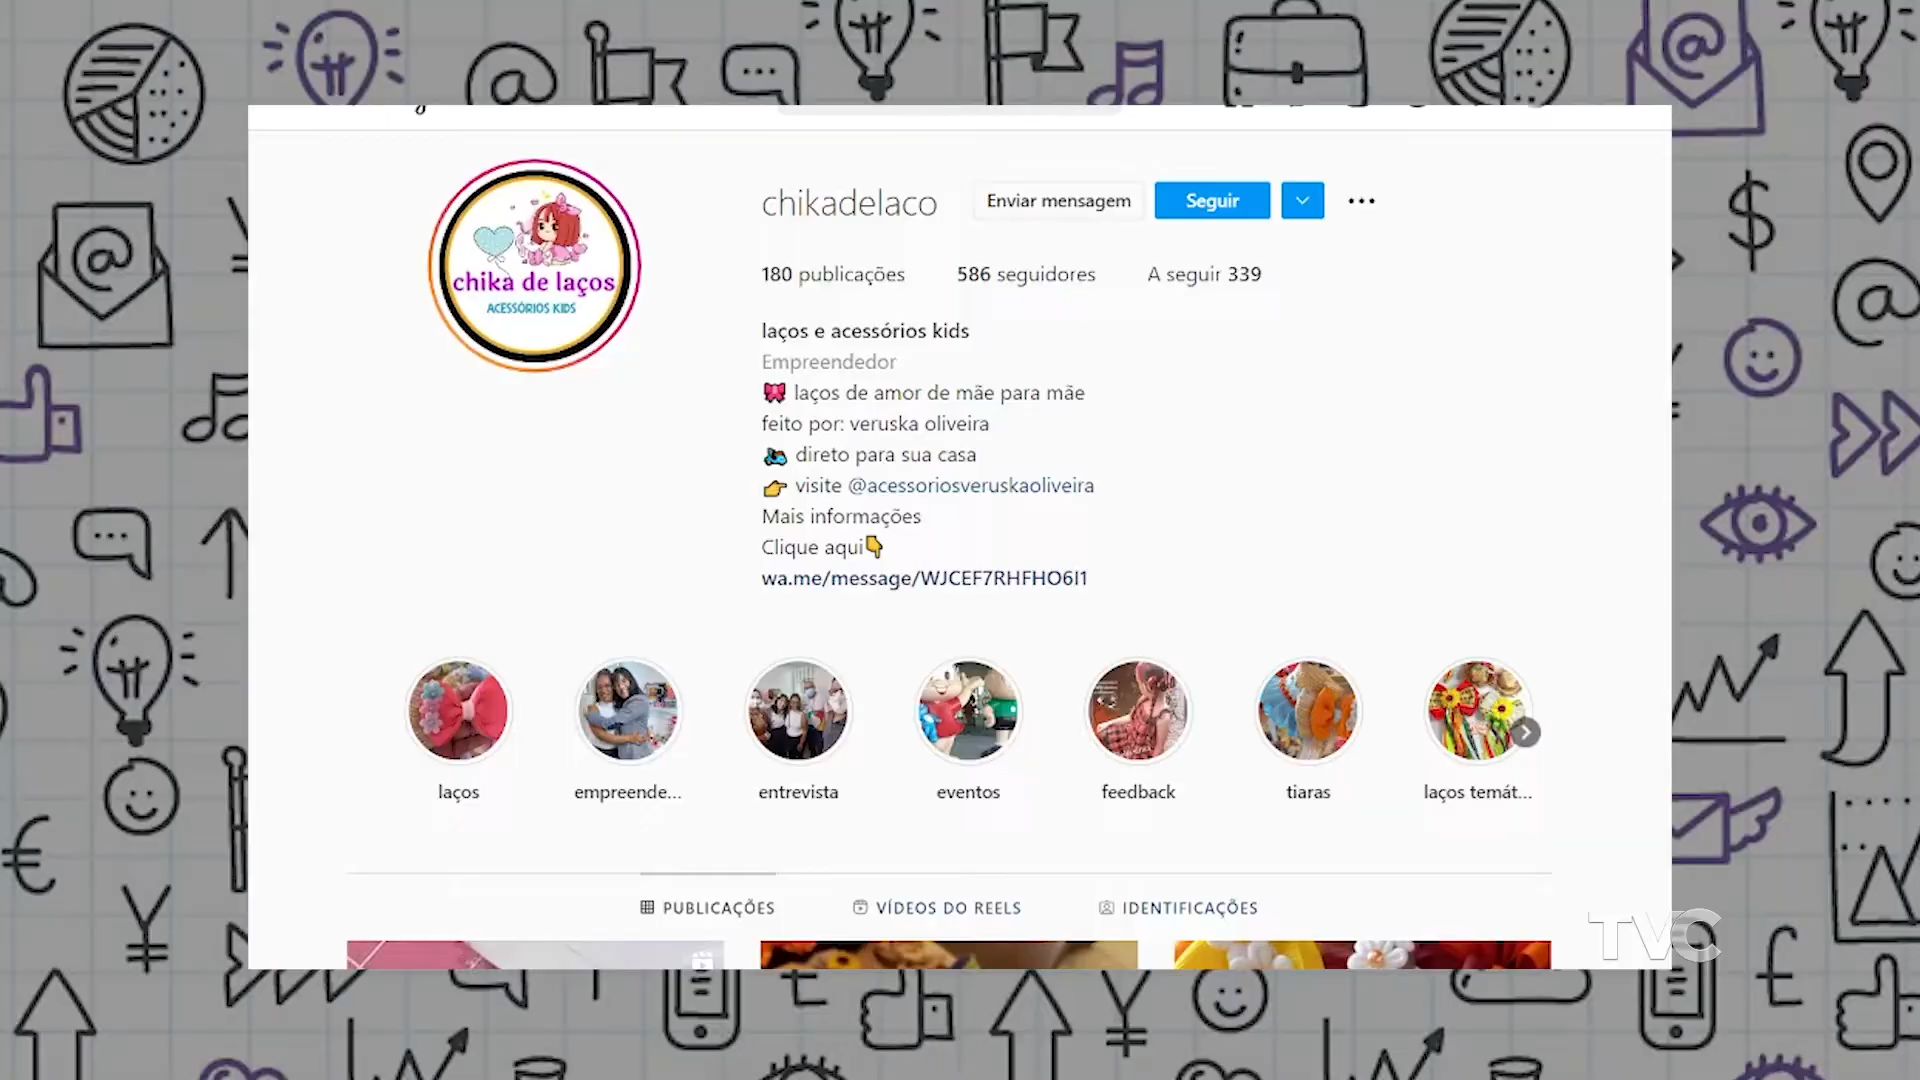 chikadelaco
Enviar mensagem
Seguir
180 publicações
586 seguidores
A seguir 339
chika de laços
ACESSÓRIOS KIDS
laços e acessórios kids
Empreendedor
🎀 laços de amor de mãe para mãe
feito por: veruska oliveira
🛵 direto para sua casa
👉 visite @acessoriosveruskaoliveira
Mais informações
Clique aqui👇
wa.me/message/WJCEF7RHFHO6I1
laços
empreende...
entrevista
eventos
feedback
tiaras
laços temát...
PUBLICAÇÕES
VÍDEOS DO REELS
IDENTIFICAÇÕES
TVC